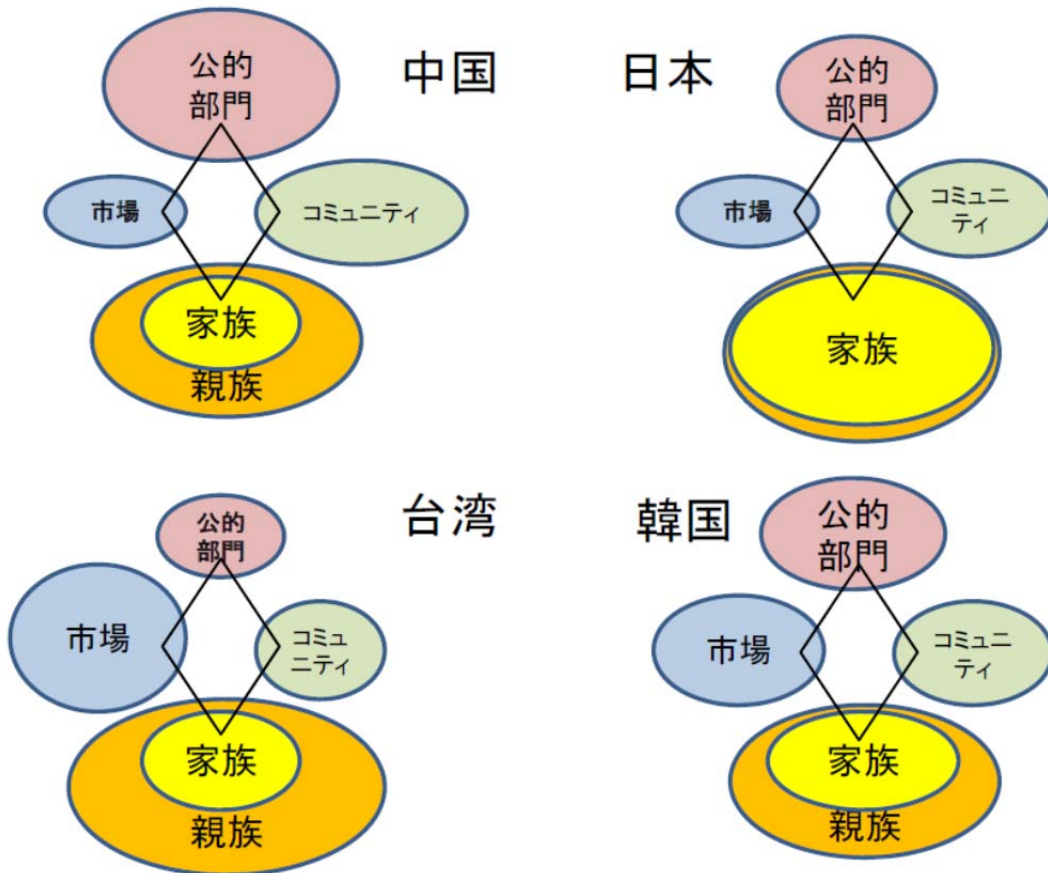 中国
公的
部門
市場
コミュニティ
家族
親族
日本
公的
部門
市場
コミュニ
ティ
家族
台湾
公的
部門
市場
コミュ
ニティ
家族
親族
韓国
公的
部門
市場
コミュニ
ティ
家族
親族